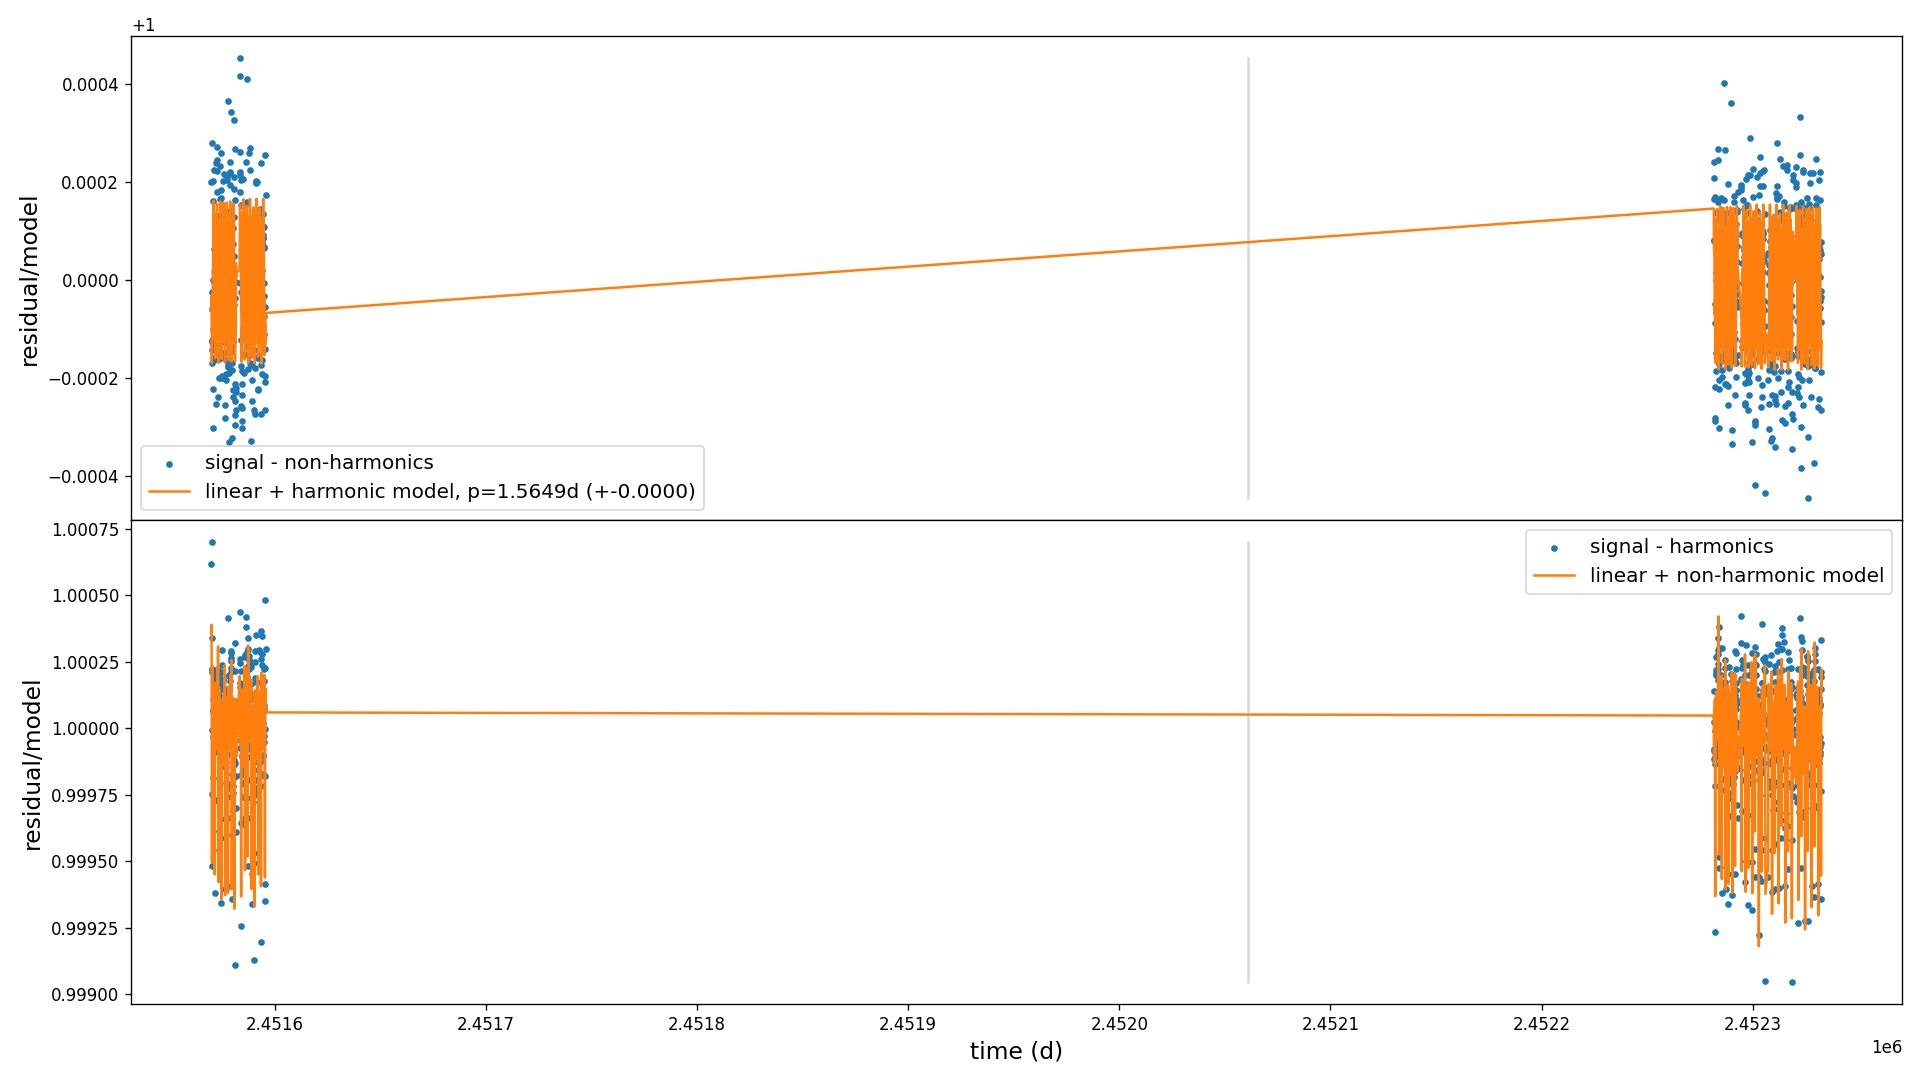 +1
0.0004
0.0002
0.0000
−0.0002
−0.0004
residual/model
signal - non-harmonics
linear + harmonic model, p=1.5649d (+-0.0000)
1.00075
1.00050
1.00025
1.00000
0.99975
0.99950
0.99925
0.99900
residual/model
signal - harmonics
linear + non-harmonic model
2.4516
2.4517
2.4518
2.4519
2.4520
2.4521
2.4522
2.4523
1e6
time (d)